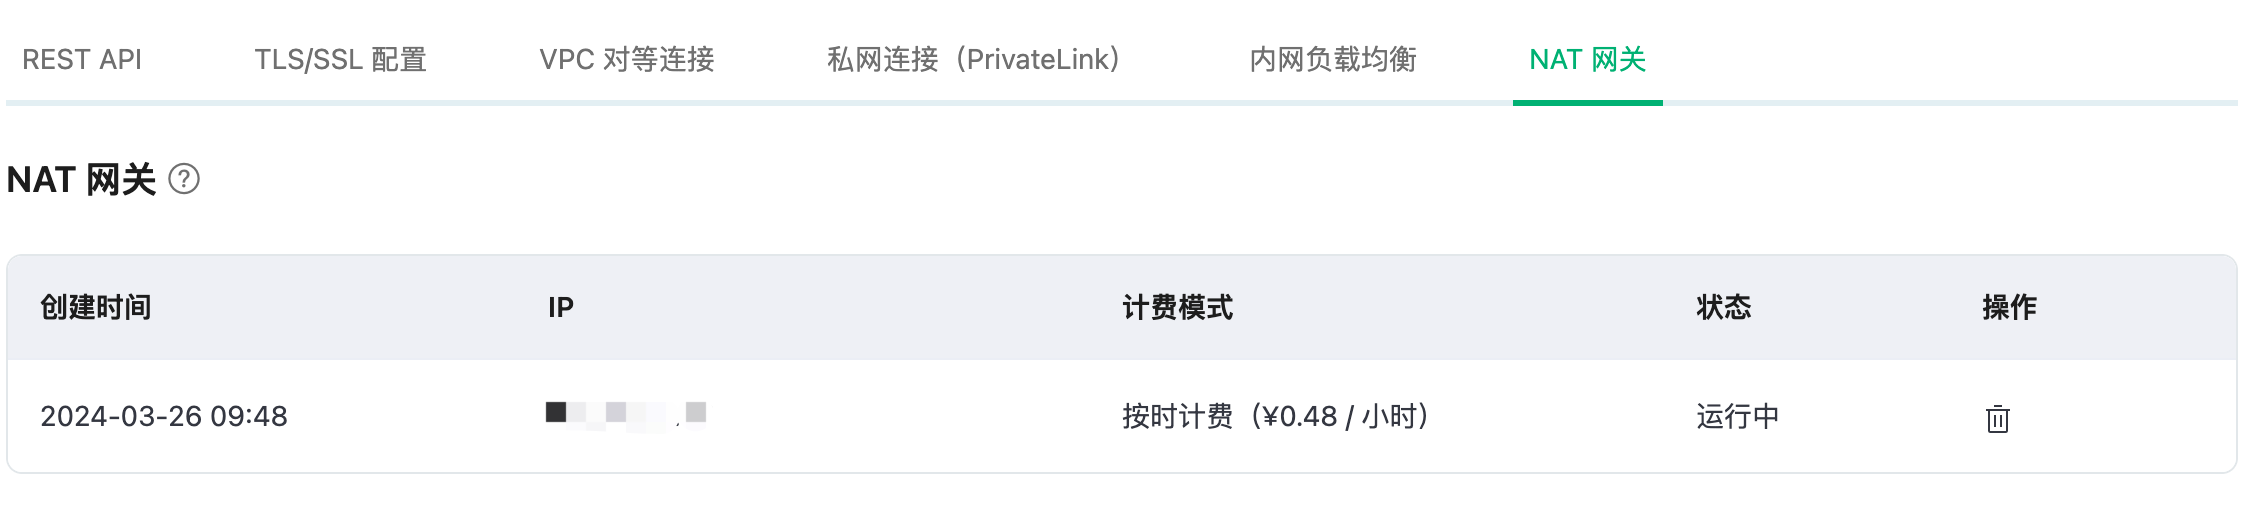 REST API TLS/SSL 配置 VPC 对等连接 私网连接（PrivateLink） 内网负载均衡 NAT 网关
NAT 网关 ?
创建时间 IP 计费模式 状态 操作
2024-03-26 09:48 按时计费（¥0.48 / 小时） 运行中